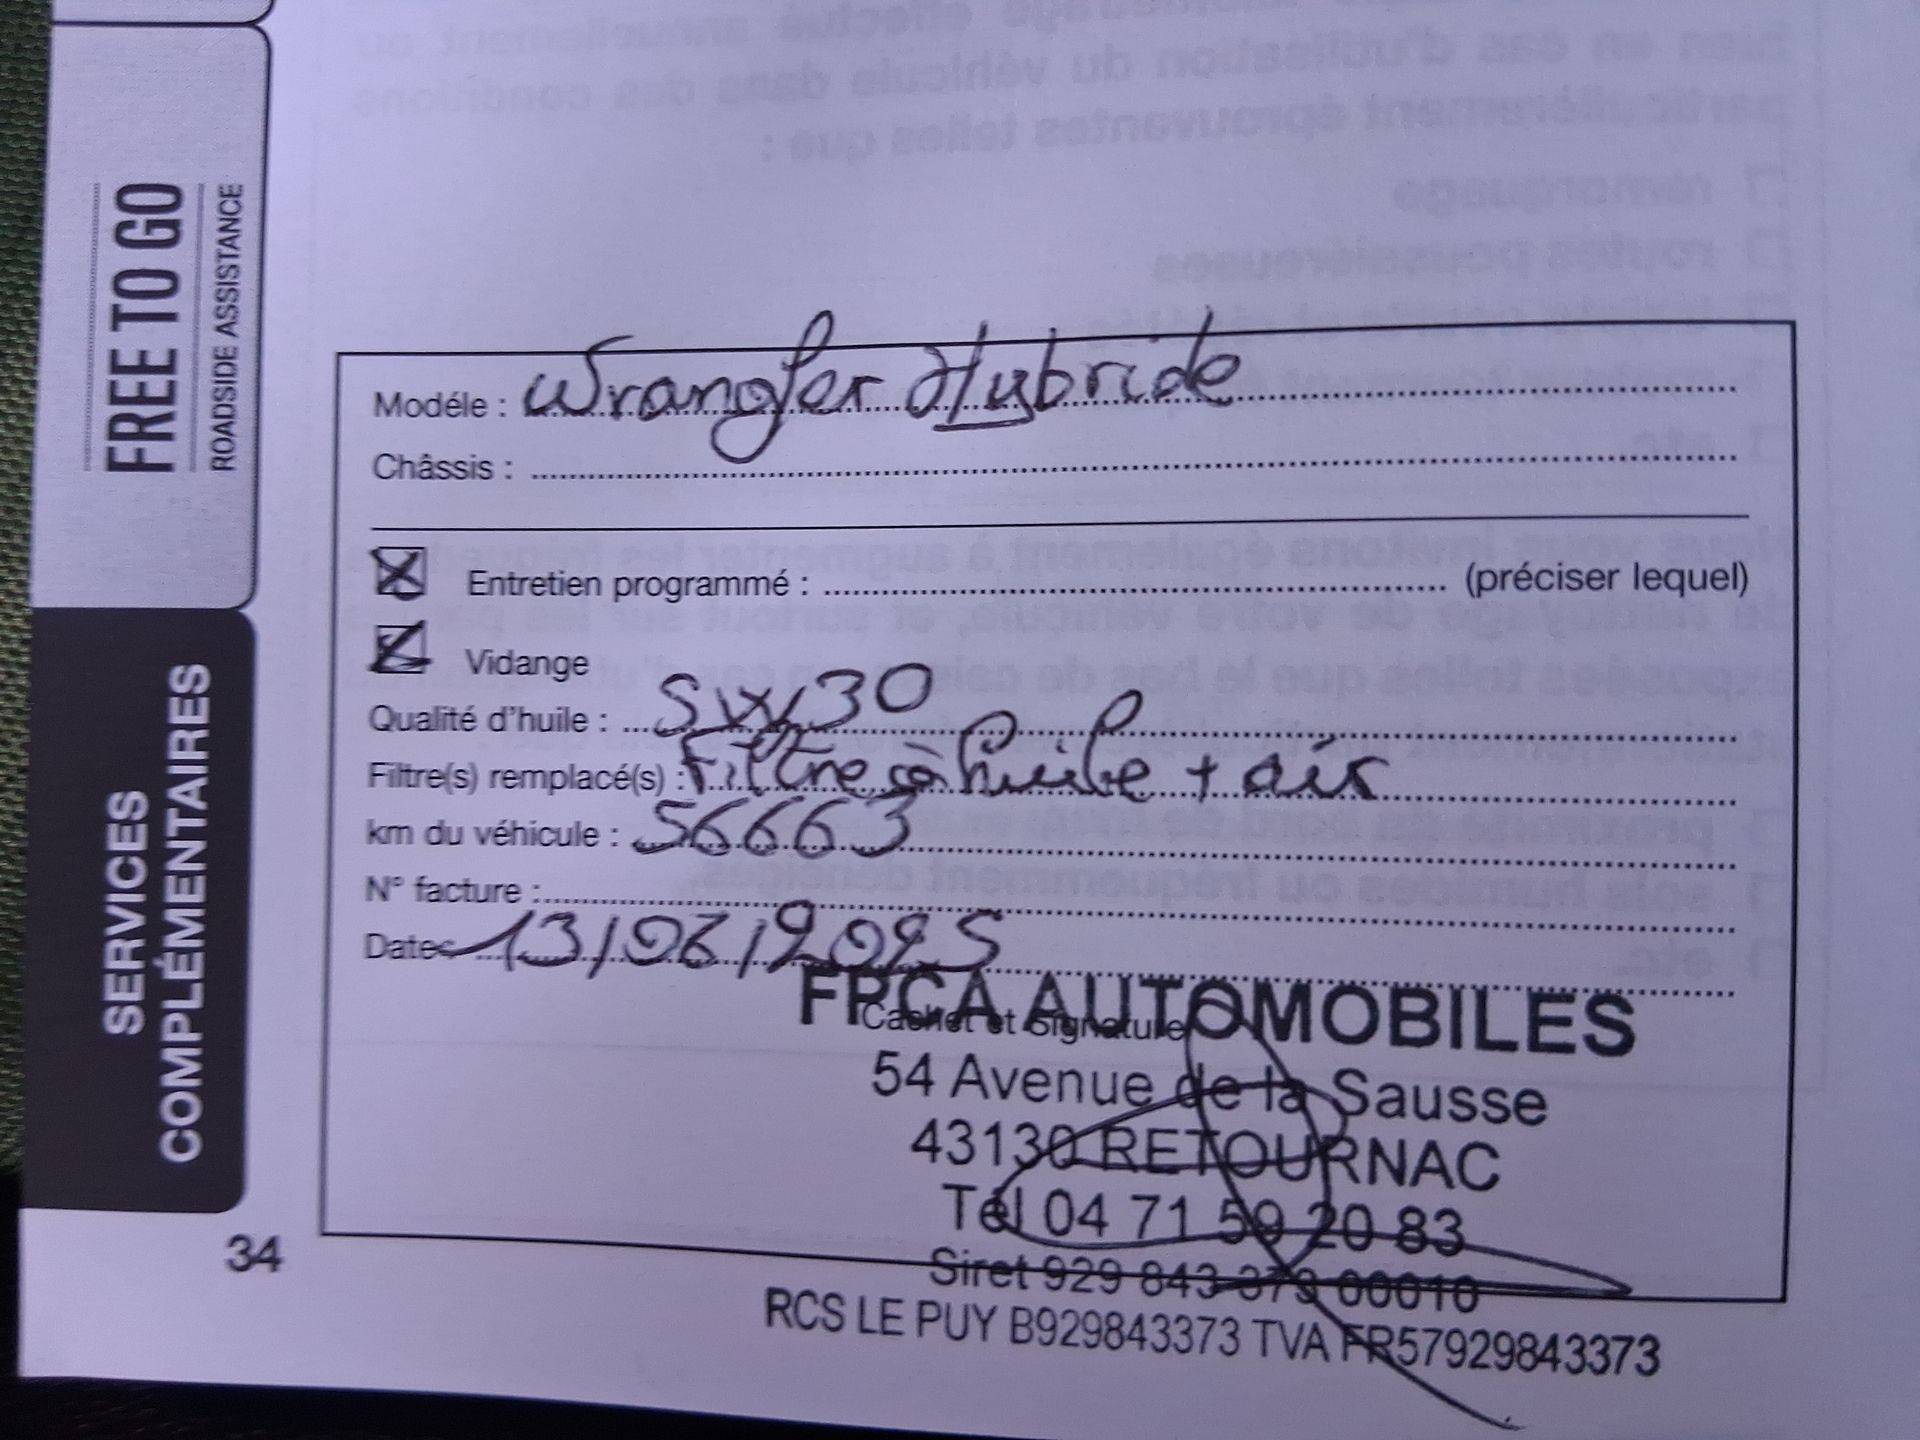 FREE TO GO
ROADSIDE ASSISTANCE
SERVICES
COMPLÉMENTAIRES
Modéle : Wrangler Hybride
Châssis :
Entretien programmé : (préciser lequel)
Vidange
Qualité d'huile : 5W30
Filtre(s) remplacé(s) : Filtre à huile + air
km du véhicule : 56663
N° facture :
Date 13/06/2025
Cachet et Signature
FRCA AUTOMOBILES
54 Avenue de la Sausse
43130 RETOURNAC
Tél 04 71 59 20 83
Siret 929 843 373 00010
RCS LE PUY B929843373 TVA FR57929843373
34